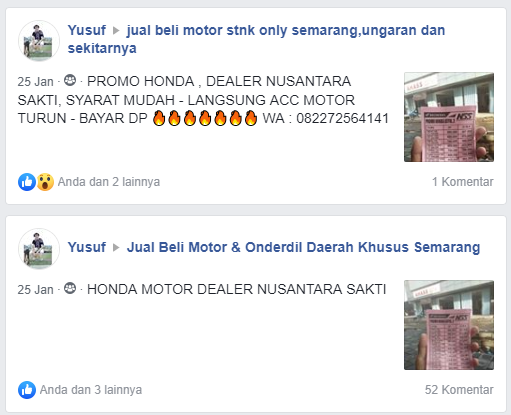 Yusuf ▸ jual beli motor stnk only semarang,ungaran dan
sekitarnya
25 Jan · PROMO HONDA , DEALER NUSANTARA
SAKTI, SYARAT MUDAH - LANGSUNG ACC MOTOR
TURUN - BAYAR DP 🔥🔥🔥🔥🔥🔥🔥 WA : 082272564141
Anda dan 2 lainnya
1 Komentar
Yusuf ▸ Jual Beli Motor & Onderdil Daerah Khusus Semarang
25 Jan · HONDA MOTOR DEALER NUSANTARA SAKTI
Anda dan 3 lainnya
52 Komentar